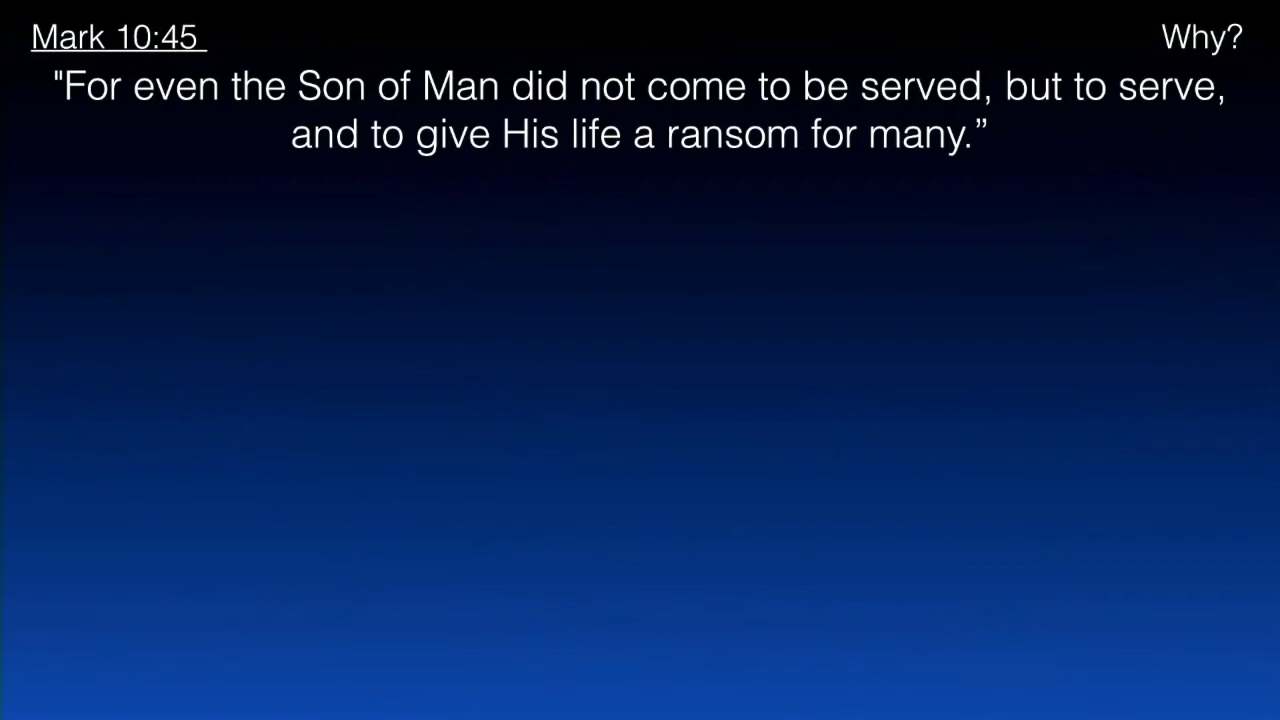 Mark 10:45
Why?
"For even the Son of Man did not come to be served, but to serve,
and to give His life a ransom for many.”